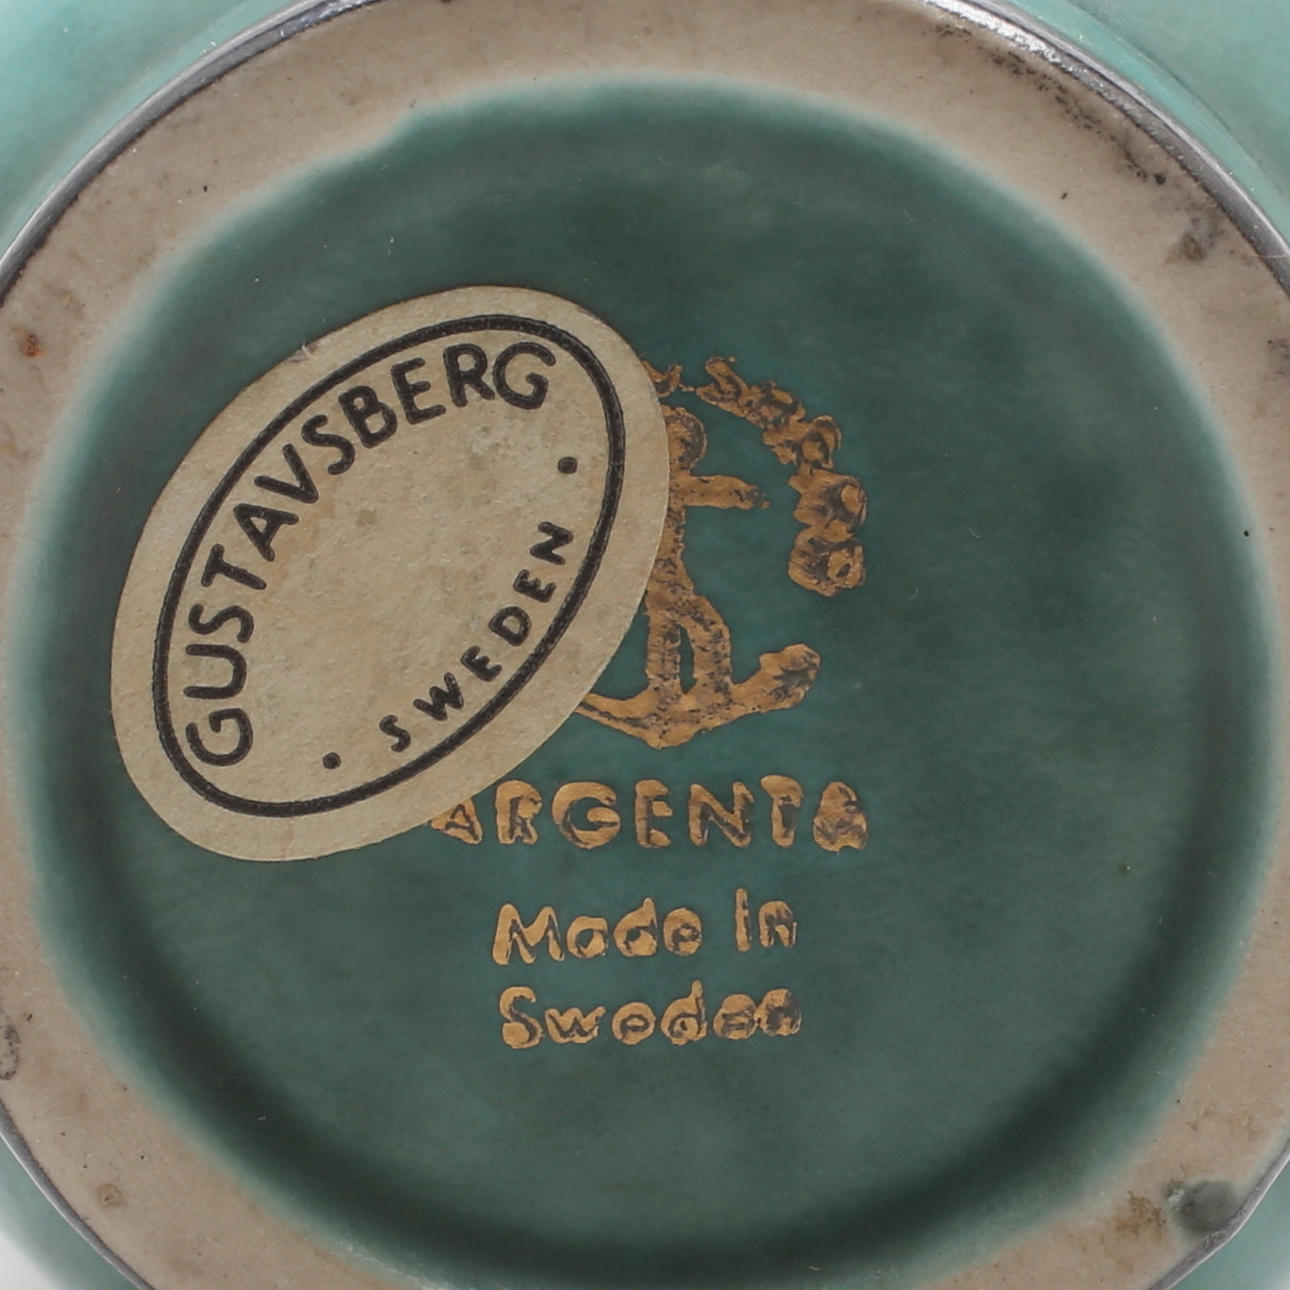 GUSTAVSBERG
• SWEDEN •
ARGENTA
Made in
Sweden